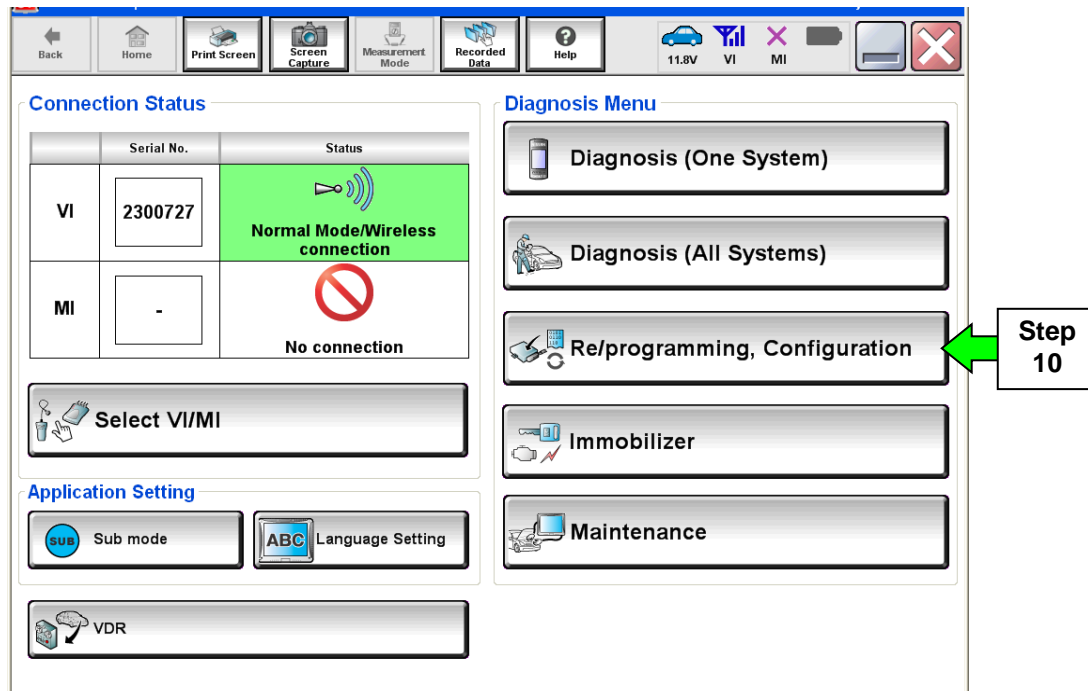 Back
Home
Print Screen
Screen
Capture
Measurement
Mode
Recorded
Data
Help
11.8V
VI
MI
Connection Status
Serial No.
Status
VI
2300727
Normal Mode/Wireless
connection
MI
-
No connection
Select VI/MI
Application Setting
SUB
Sub mode
ABC
Language Setting
VDR
Diagnosis Menu
Diagnosis (One System)
Diagnosis (All Systems)
Re/programming, Configuration
Immobilizer
Maintenance
Step
10